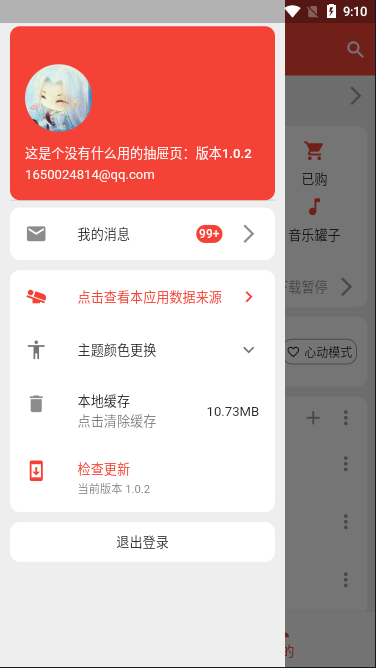 9:10
这是个没有什么用的抽屉页：版本1.0.2
1650024814@qq.com
已购
我的消息
99+
音乐罐子
点击查看本应用数据来源
下载暂停
主题颜色更换
心动模式
本地缓存
点击清除缓存
10.73MB
检查更新
当前版本 1.0.2
退出登录
的